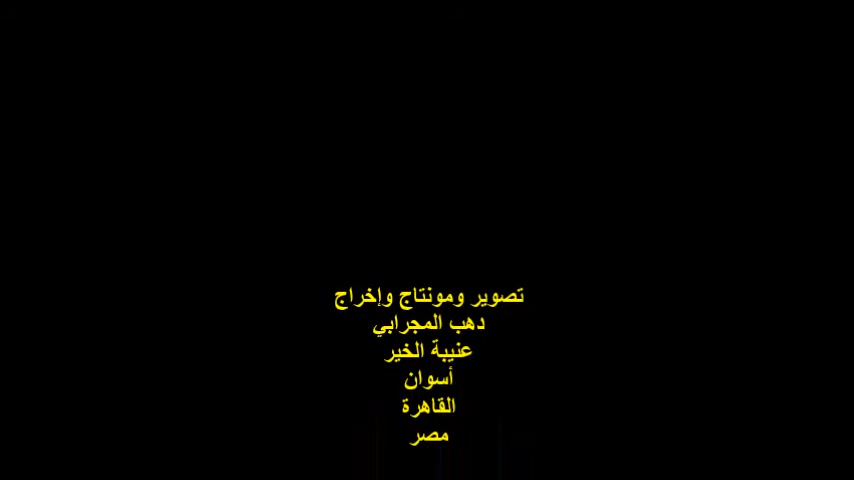 تصوير ومونتاج وإخراج
دهب المجرابي
عنيبة الخير
أسوان
القاهرة
مصر